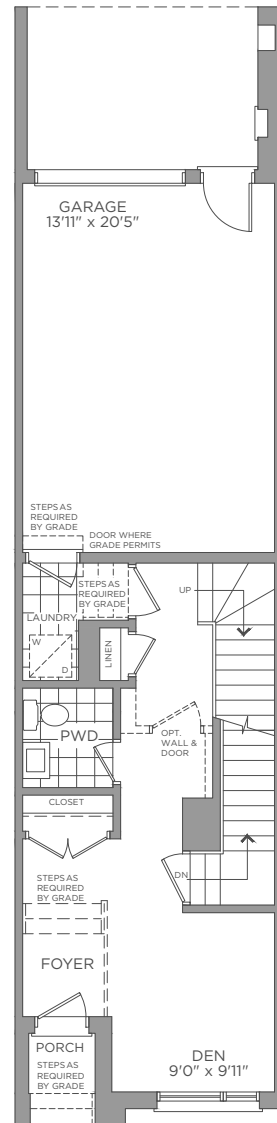 GARAGE
13'11" x 20'5"
STEPS AS
REQUIRED
BY GRADE
DOOR WHERE
GRADE PERMITS
STEPS AS
REQUIRED
BY GRADE
LAUNDRY
UP
W
D
LINEN
PWD
OPT.
WALL &
DOOR
CLOSET
DN
STEPS AS
REQUIRED
BY GRADE
FOYER
PORCH
STEPS AS
REQUIRED
BY GRADE
DEN
9'0" x 9'11"